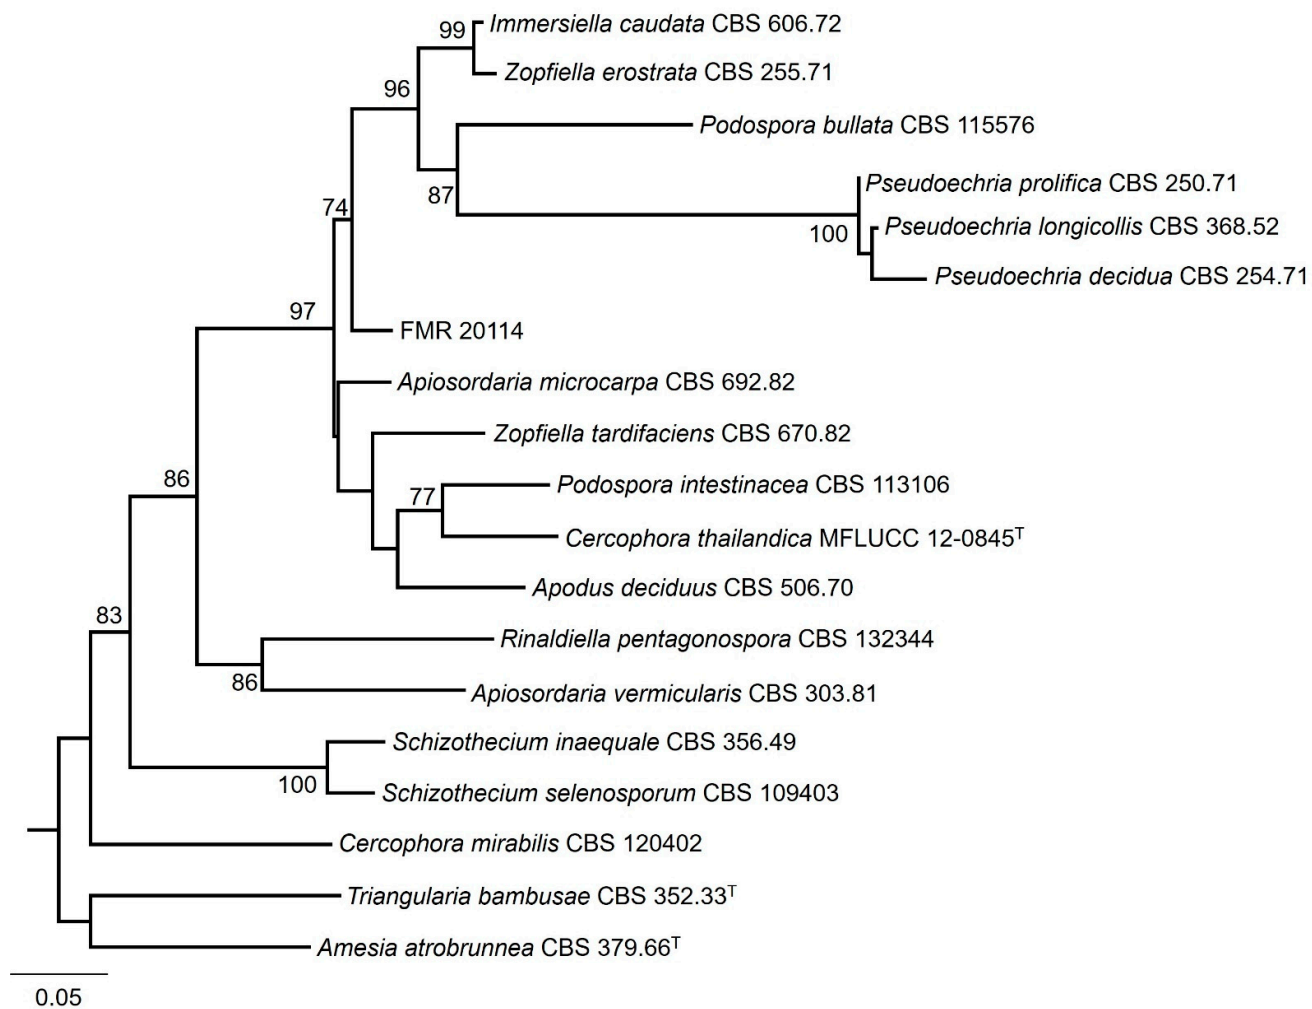 99
Immersiella caudata CBS 606.72
Zopfiella erostrata CBS 255.71
96
Podospora bullata CBS 115576
87
Pseudoechria prolifica CBS 250.71
74
Pseudoechria longicollis CBS 368.52
100
Pseudoechria decidua CBS 254.71
97
FMR 20114
Apiosordaria microcarpa CBS 692.82
Zopfiella tardifaciens CBS 670.82
86
77
Podospora intestinacea CBS 113106
Cercophora thailandica MFLUCC 12-0845ᵀ
Apodus deciduus CBS 506.70
83
Rinaldiella pentagonospora CBS 132344
86
Apiosordaria vermicularis CBS 303.81
Schizothecium inaequale CBS 356.49
100
Schizothecium selenosporum CBS 109403
Cercophora mirabilis CBS 120402
Triangularia bambusae CBS 352.33ᵀ
Amesia atrobrunnea CBS 379.66ᵀ
0.05